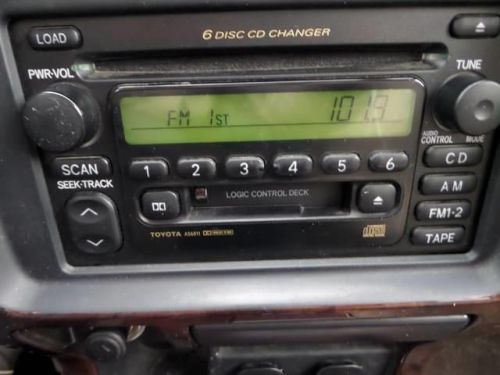 LOAD
6 DISC CD CHANGER
PWR·VOL
TUNE
FM 1ST 101.9
AUDIO CONTROL MODE
1 2 3 4 5 6
CD
SCAN
SEEK·TRACK
AM
LOGIC CONTROL DECK
FM1·2
TOYOTA
TAPE